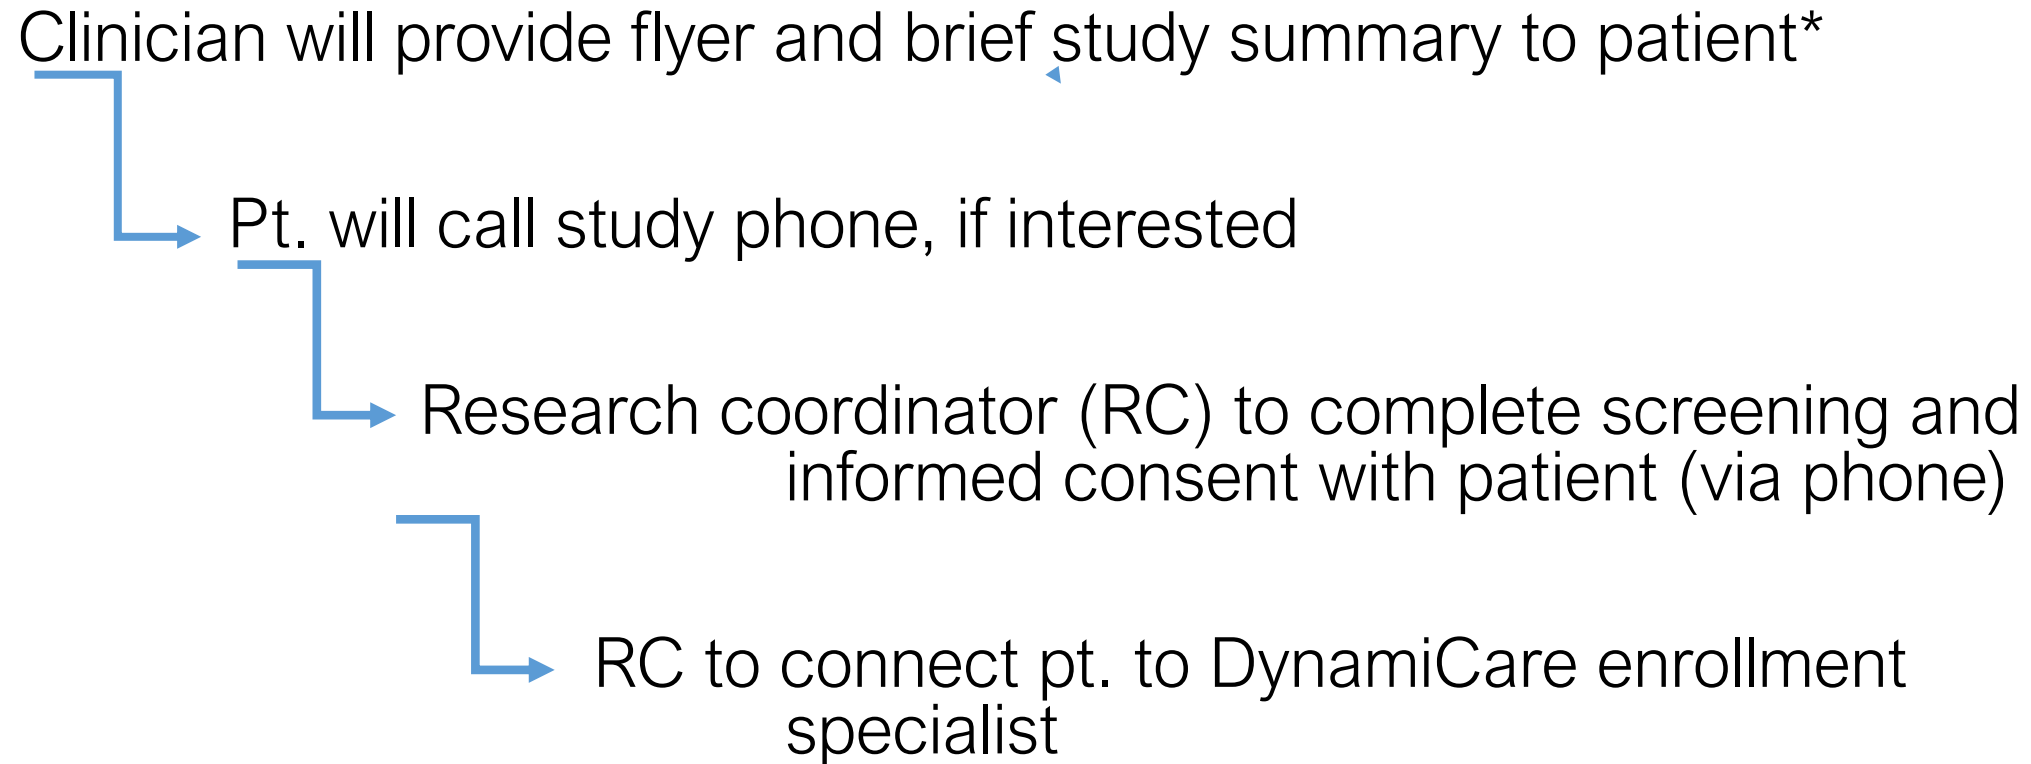 Clinician will provide flyer and brief study summary to patient*
Pt. will call study phone, if interested
Research coordinator (RC) to complete screening and
informed consent with patient (via phone)
RC to connect pt. to DynamiCare enrollment
specialist